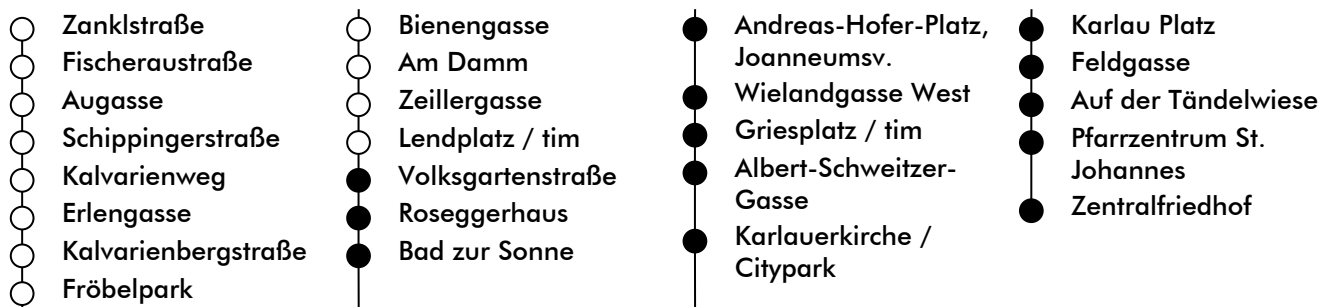 Zanklstraße
Fischeraustraße
Augasse
Schippingerstraße
Kalvarienweg
Erlengasse
Kalvarienbergstraße
Fröbelpark
Bienengasse
Am Damm
Zeillergasse
Lendplatz / tim
Volksgartenstraße
Roseggerhaus
Bad zur Sonne
Andreas-Hofer-Platz,
Joanneumsv.
Wielandgasse West
Griesplatz / tim
Albert-Schweitzer-
Gasse
Karlauerkirche /
Citypark
Karlau Platz
Feldgasse
Auf der Tändelwiese
Pfarrzentrum St.
Johannes
Zentralfriedhof